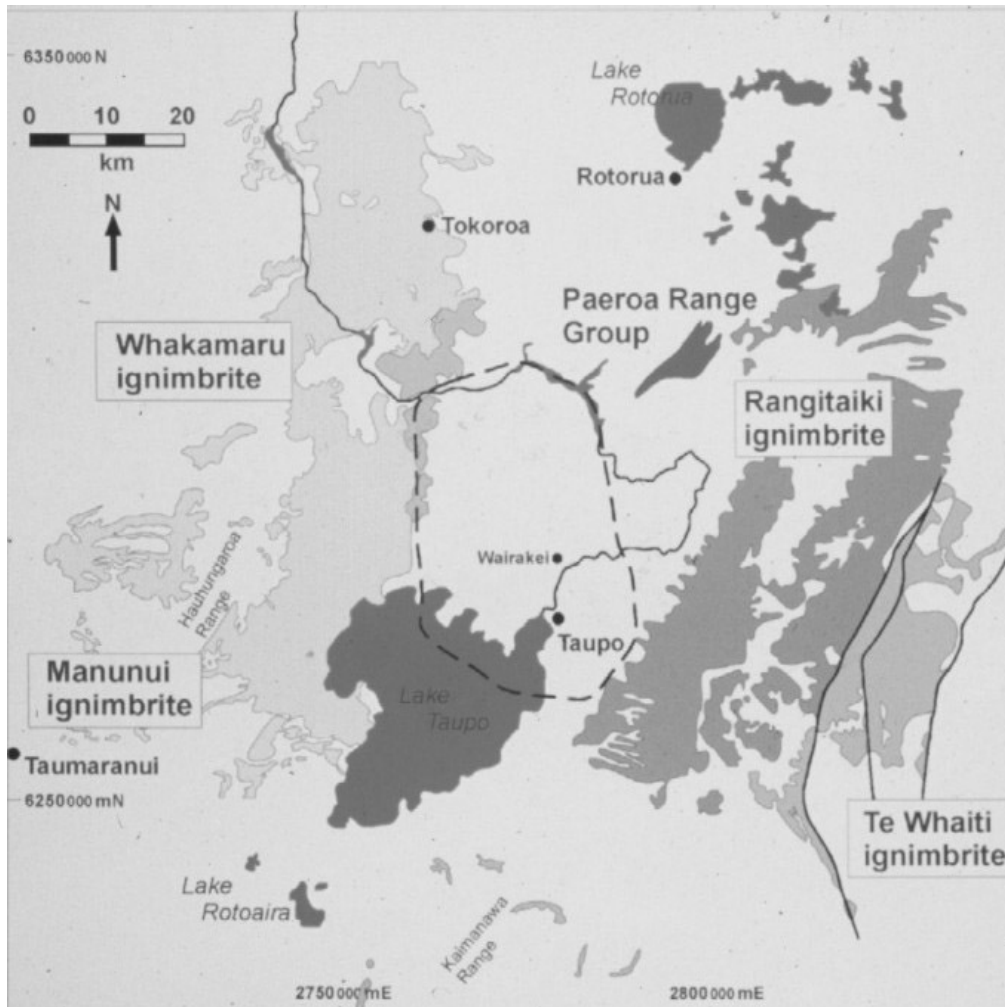 6350000 N
Lake
Rotorua
0 10 20
km
N
Rotorua
Tokoroa
Paeroa Range
Group
Whakamaru
ignimbrite
Rangitaiki
ignimbrite
Wairakei
Hauhungaroa
Range
Taupo
Manunui
ignimbrite
Lake
Taupo
Taumaranui
6250000 mN
Te Whaiti
ignimbrite
Lake
Rotoaira
Kaimanawa
Range
2750000 mE
2800000 mE